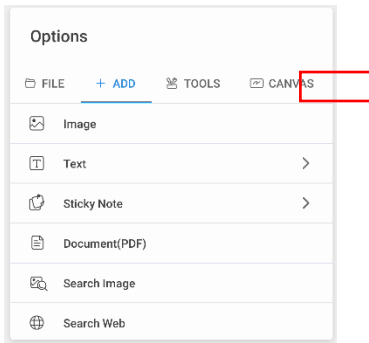 Options
FILE + ADD TOOLS CANVAS
Image
Text
Sticky Note
Document(PDF)
Search Image
Search Web